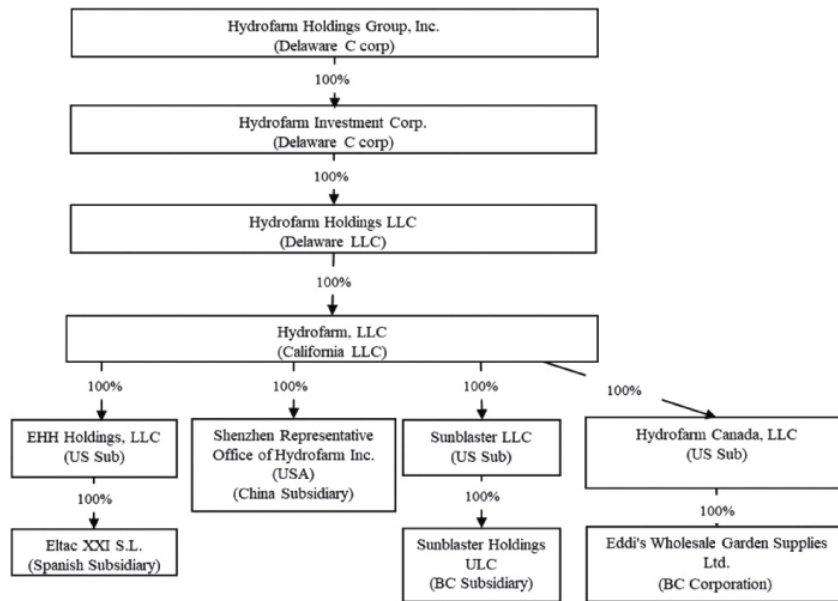 Hydrofarm Holdings Group, Inc.
(Delaware C corp)
100%
Hydrofarm Investment Corp.
(Delaware C corp)
100%
Hydrofarm Holdings LLC
(Delaware LLC)
100%
Hydrofarm, LLC
(California LLC)
100%
100%
100%
100%
EHH Holdings, LLC
(US Sub)
Shenzhen Representative
Office of Hydrofarm Inc.
(USA)
(China Subsidiary)
Sunblaster LLC
(US Sub)
Hydrofarm Canada, LLC
(US Sub)
100%
100%
100%
Eltac XXI S.L.
(Spanish Subsidiary)
Sunblaster Holdings
ULC
(BC Subsidiary)
Eddi's Wholesale Garden Supplies
Ltd.
(BC Corporation)